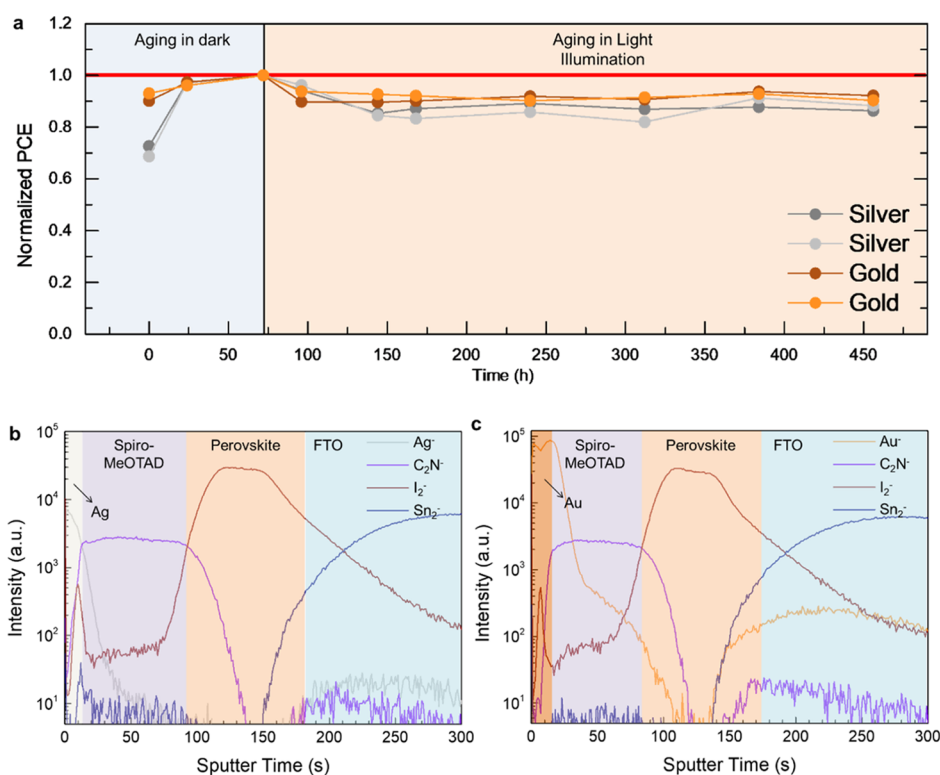 a
1.2
1.0
0.8
0.6
0.4
0.2
0.0
Normalized PCE
Aging in dark
Aging in Light
Illumination
Silver
Silver
Gold
Gold
0 50 100 150 200 250 300 350 400 450
Time (h)
b
10⁵
10⁴
10³
10²
10¹
Intensity (a.u.)
Spiro-
MeOTAD
Perovskite
FTO
Ag⁻
C₂N⁻
I₂⁻
Sn₂⁻
Ag
0 50 100 150 200 250 300
Sputter Time (s)
c
10⁵
10⁴
10³
10²
10¹
Intensity (a.u.)
Spiro-
MeOTAD
Perovskite
FTO
Au⁻
C₂N⁻
I₂⁻
Sn₂⁻
Au
0 50 100 150 200 250 300
Sputter Time (s)